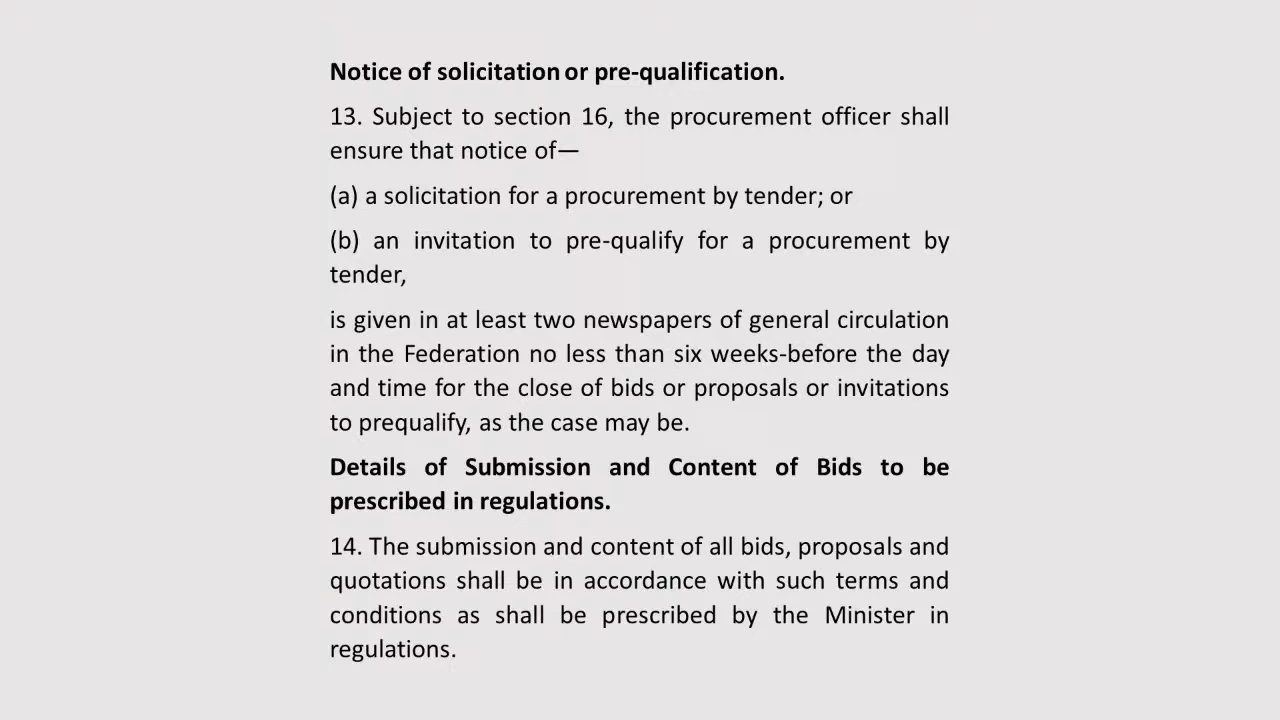 Notice of solicitation or pre-qualification.
13. Subject to section 16, the procurement officer shall
ensure that notice of—
(a) a solicitation for a procurement by tender; or
(b) an invitation to pre-qualify for a procurement by
tender,
is given in at least two newspapers of general circulation
in the Federation no less than six weeks-before the day
and time for the close of bids or proposals or invitations
to prequalify, as the case may be.
Details of Submission and Content of Bids to be
prescribed in regulations.
14. The submission and content of all bids, proposals and
quotations shall be in accordance with such terms and
conditions as shall be prescribed by the Minister in
regulations.